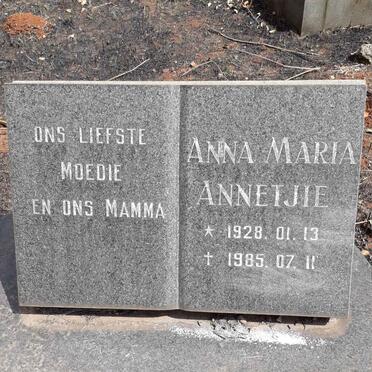 ONS LIEFSTE
MOEDIE
EN ONS MAMMA
ANNA MARIA
ANNETJIE
* 1928. 01. 13
† 1985. 07. 11